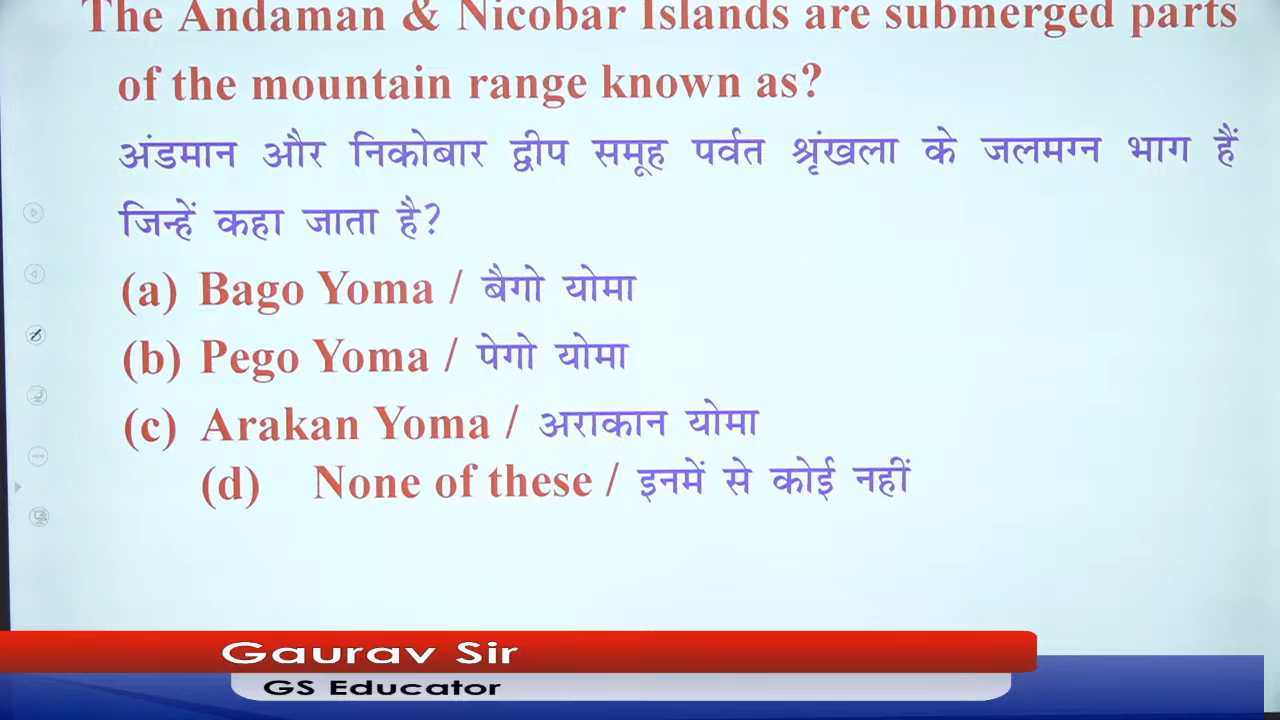 The Andaman & Nicobar Islands are submerged parts
of the mountain range known as?
अंडमान और निकोबार द्वीप समूह पर्वत श्रृंखला के जलमग्न भाग हैं
जिन्हें कहा जाता है?
(a) Bago Yoma / बैगो योमा
(b) Pego Yoma / पेगो योमा
(c) Arakan Yoma / अराकान योमा
(d) None of these / इनमें से कोई नहीं
Gaurav Sir
GS Educator